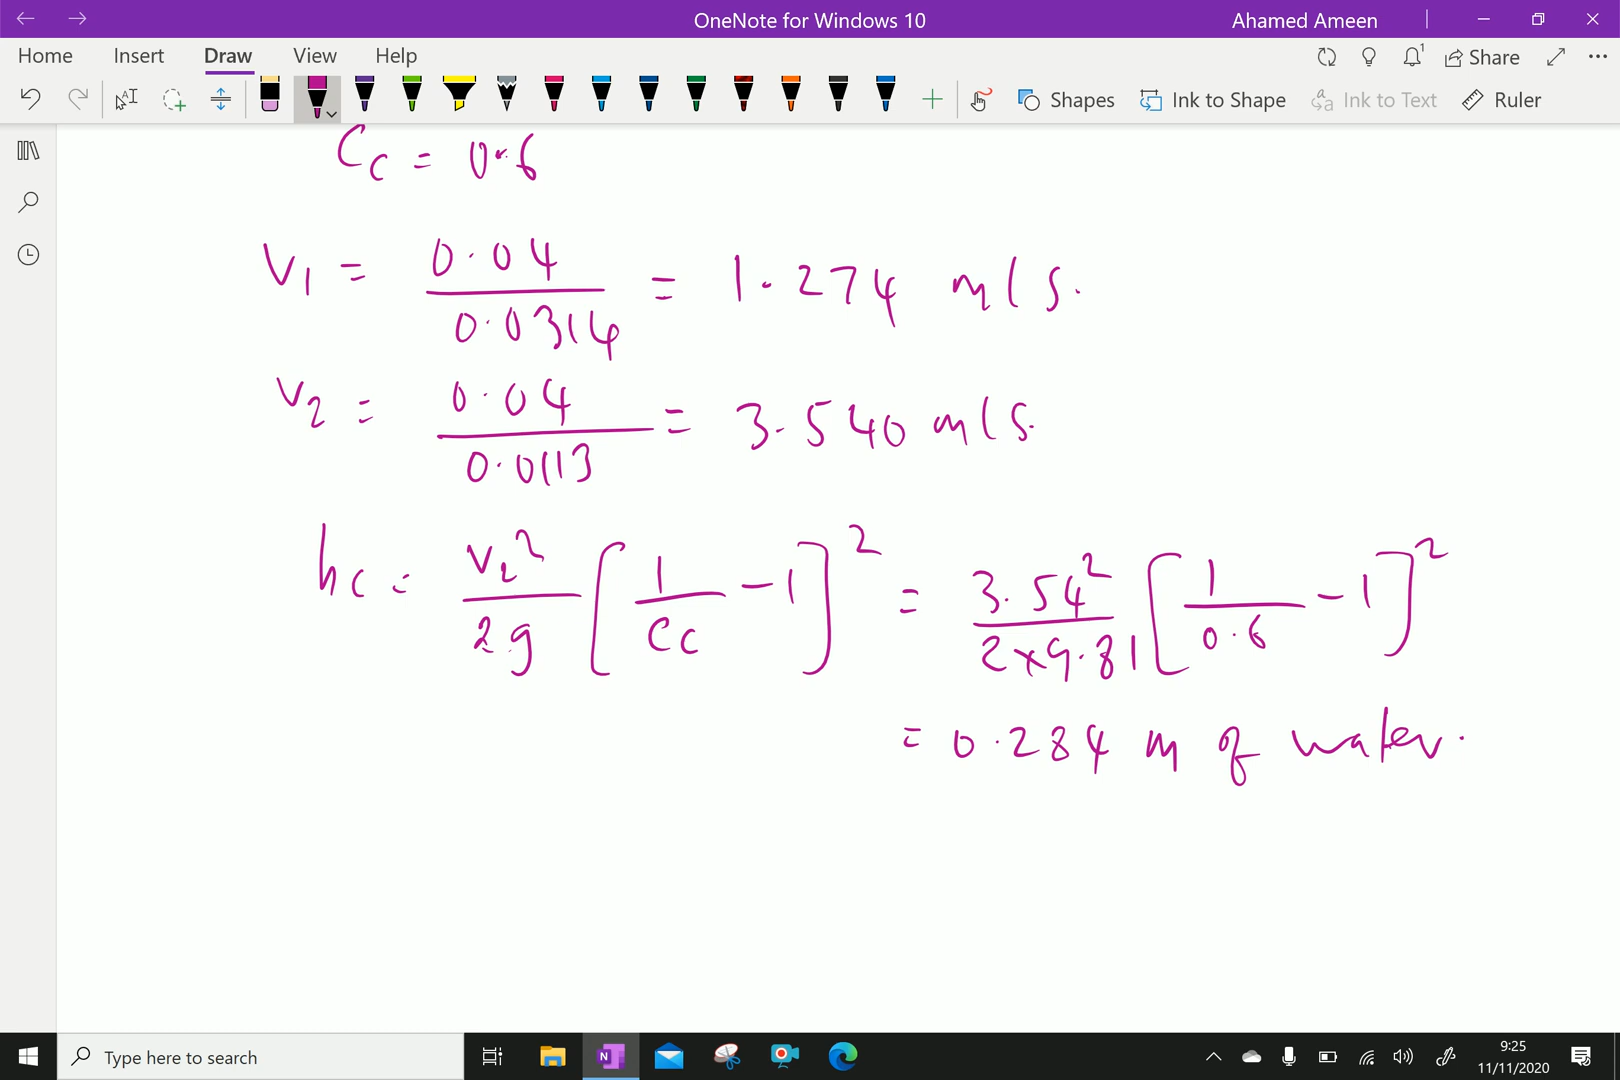 OneNote for Windows 10
Ahamed Ameen
Home Insert Draw View Help
1 Share
Shapes Ink to Shape Ink to Text Ruler
Cc = 0.6
V1 = 0.04 / 0.0314 = 1.274 m/s.
V2 = 0.04 / 0.0113 = 3.540 m/s.
hc = V2² / 2g [1/Cc - 1]² = 3.54² / 2×9.81 [1/0.6 - 1]²
= 0.284 m of water.
Type here to search
9:25
11/11/2020